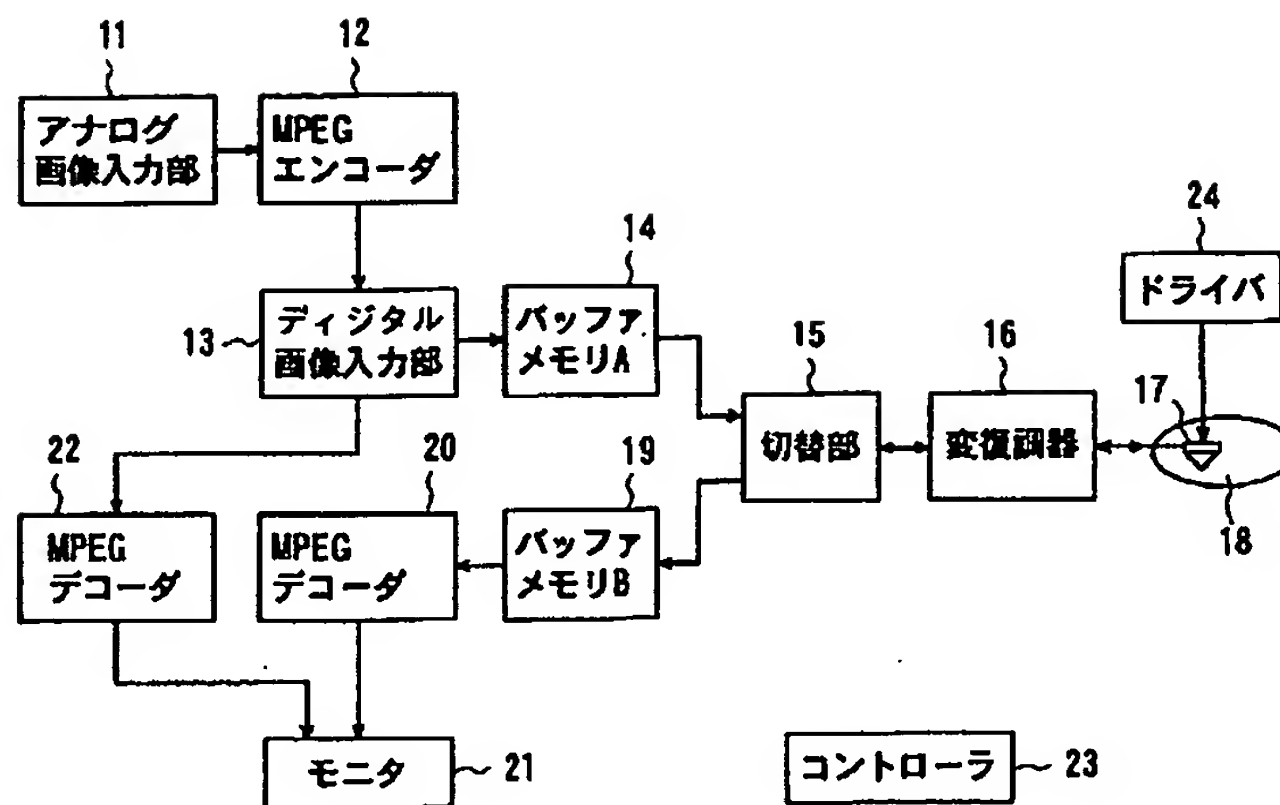 11
12
アナログ
画像入力部
MPEG
エンコーダ
24
14
ドライバ
13
ディジタル
画像入力部
バッファ
メモリA
15
16
17
切替部
変復調器
18
22
20
19
MPEG
デコーダ
MPEG
デコーダ
バッファ
メモリB
モニタ
21
コントローラ
23